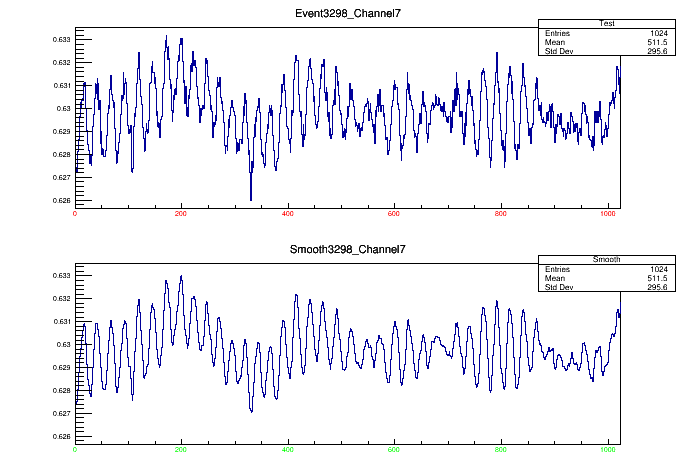 Event3298_Channel7
Test
Entries 1024
Mean 511.5
Std Dev 295.6
0.633
0.632
0.631
0.63
0.629
0.628
0.627
0.626
0 200 400 600 800 1000
Smooth3298_Channel7
Smooth
Entries 1024
Mean 511.5
Std Dev 295.6
0.633
0.632
0.631
0.63
0.629
0.628
0.627
0.626
0 200 400 600 800 1000